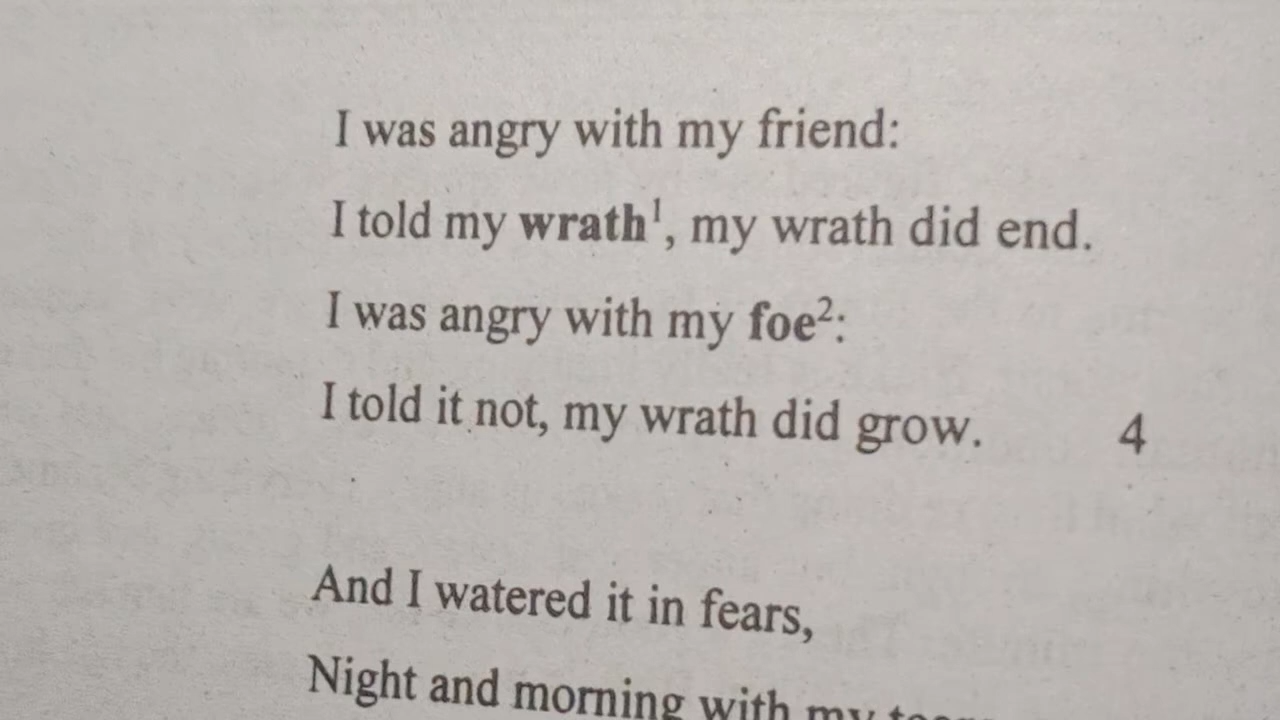 I was angry with my friend:
I told my wrath¹, my wrath did end.
I was angry with my foe²:
I told it not, my wrath did grow. 4
And I watered it in fears,
Night and morning with my